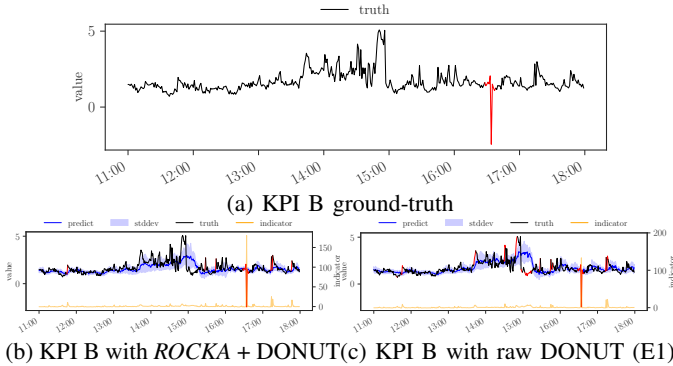 truth
5
0
value
11:00 12:00 13:00 14:00 15:00 16:00 17:00 18:00
(a) KPI B ground-truth
predict stddev truth indicator
5
0
value
150
100
50
0
indicator
11:00 12:00 13:00 14:00 15:00 16:00 17:00 18:00
predict stddev truth indicator
5
0
value
200
100
0
indicator
11:00 12:00 13:00 14:00 15:00 16:00 17:00 18:00
(b) KPI B with ROCKA + DONUT(c) KPI B with raw DONUT (E1)